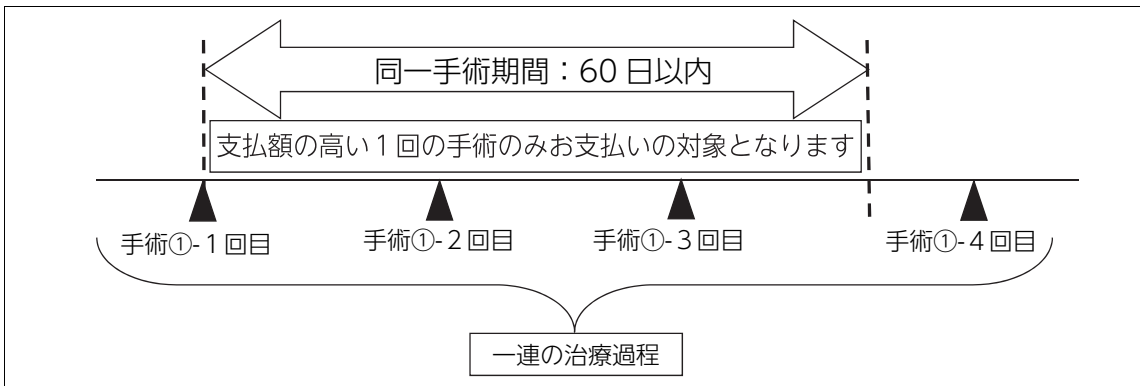 同一手術期間：60日以内
支払額の高い1回の手術のみお支払いの対象となります
手術①-1回目
手術①-2回目
手術①-3回目
手術①-4回目
一連の治療過程